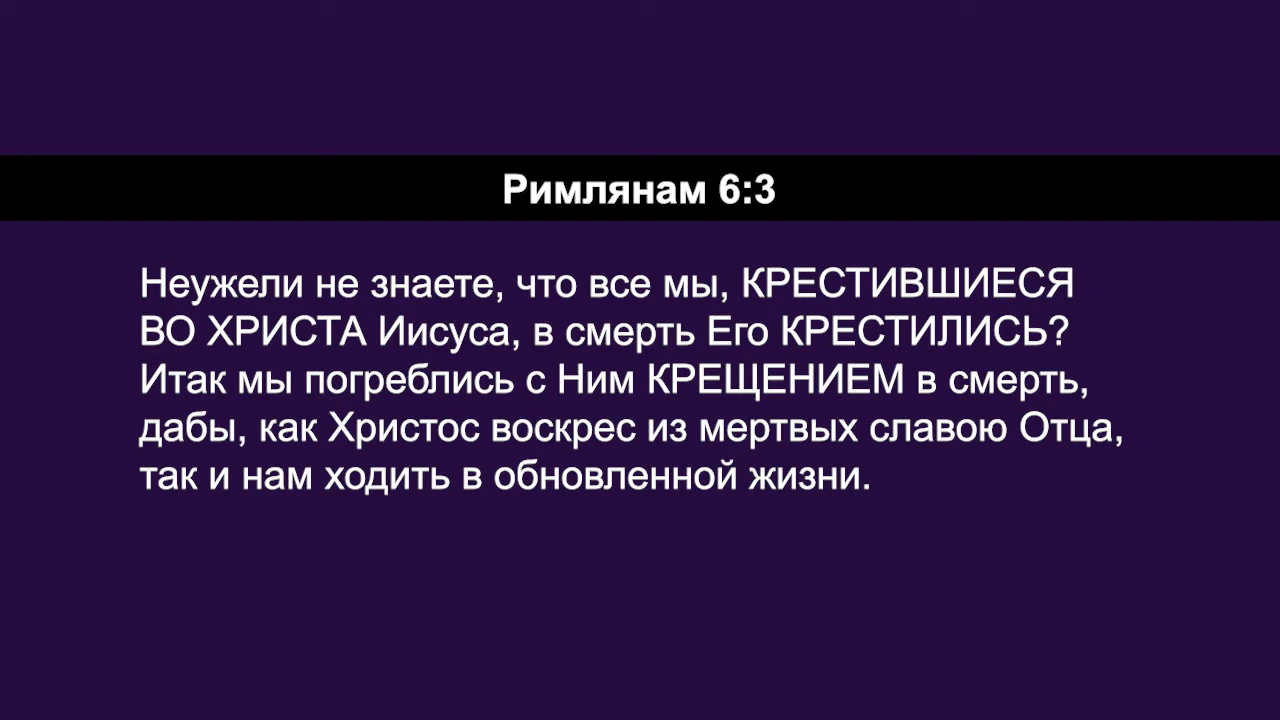 Римлянам 6:3
Неужели не знаете, что все мы, КРЕСТИВШИЕСЯ
ВО ХРИСТА Иисуса, в смерть Его КРЕСТИЛИСЬ?
Итак мы погреблись с Ним КРЕЩЕНИЕМ в смерть,
дабы, как Христос воскрес из мертвых славою Отца,
так и нам ходить в обновленной жизни.